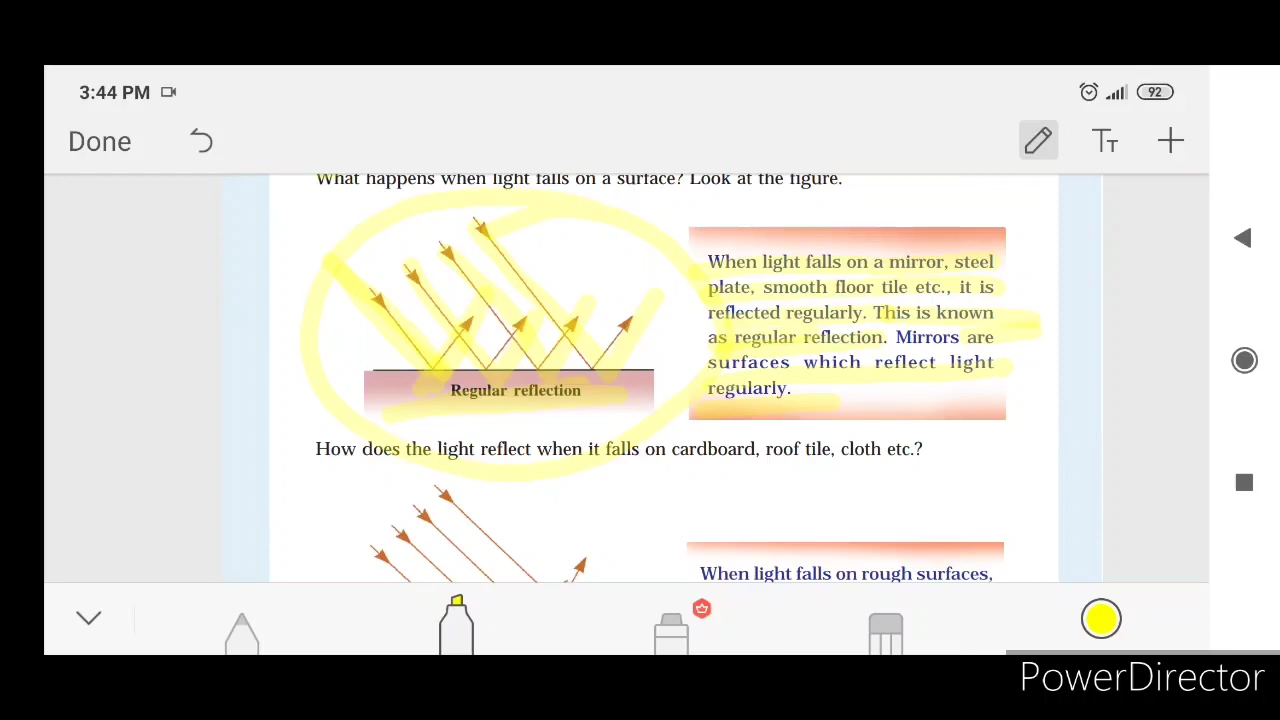 3:44 PM
92
Done
What happens when light falls on a surface? Look at the figure.
When light falls on a mirror, steel
plate, smooth floor tile etc., it is
reflected regularly. This is known
as regular reflection. Mirrors are
surfaces which reflect light
regularly.
Regular reflection
How does the light reflect when it falls on cardboard, roof tile, cloth etc.?
When light falls on rough surfaces,
PowerDirector